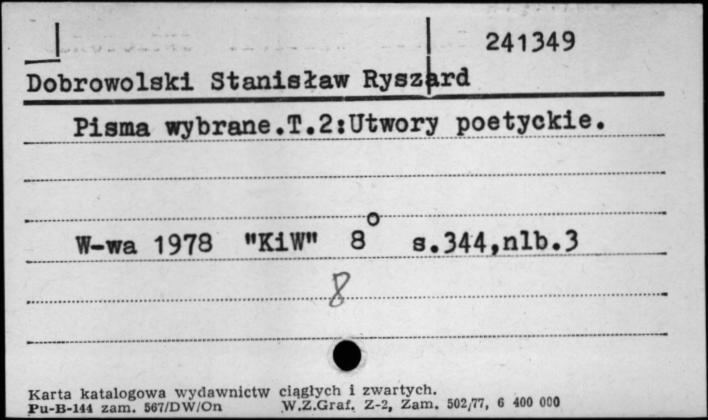 241349
Dobrowolski Stanisław Ryszard
Pisma wybrane.T.2:Utwory poetyckie.
W-wa 1978 "KiW" 8° s.344,nlb.3
8
Karta katalogowa wydawnictw ciągłych i zwartych.
Pu-B-144 zam. 567/DW/On W.Z.Graf. Z-2, Zam. 502/77, 6 400 000